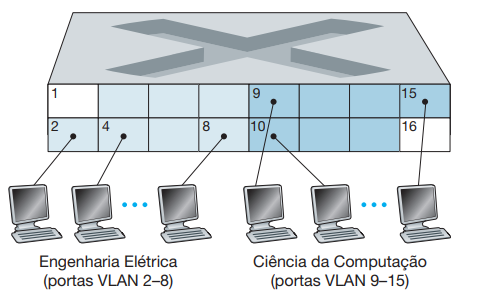 1 9 15
2 4 8 10 16
Engenharia Elétrica
(portas VLAN 2–8)
Ciência da Computação
(portas VLAN 9–15)